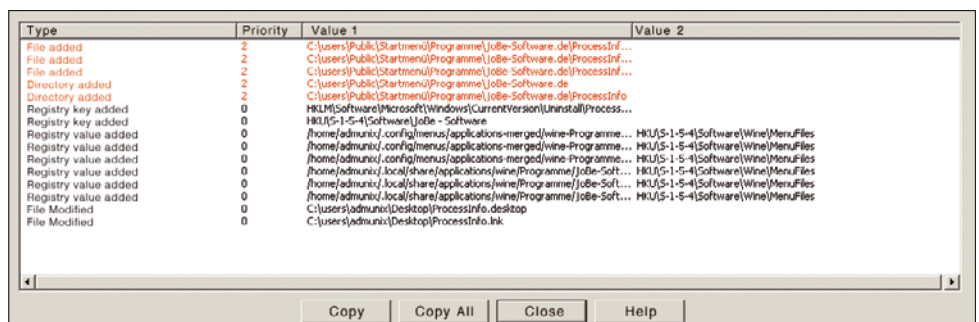 Type Priority Value 1 Value 2
File added 2 C:\users\Public\Startmenü\Programme\JoBe-Software.de\ProcessInf...
File added 2 C:\users\Public\Startmenü\Programme\JoBe-Software.de\ProcessInf...
File added 2 C:\users\Public\Startmenü\Programme\JoBe-Software.de\ProcessInf...
Directory added 2 C:\users\Public\Startmenü\Programme\JoBe-Software.de
Directory added 2 C:\users\Public\Startmenü\Programme\JoBe-Software.de\ProcessInfo
Registry key added 0 HKLM\Software\Microsoft\Windows\CurrentVersion\Uninstall\Process...
Registry key added 0 HKU\S-1-5-4\Software\JoBe - Software
Registry value added 0 /home/admunix/.config/menus/applications-merged/wine-Programme... HKU\S-1-5-4\Software\Wine\MenuFiles
Registry value added 0 /home/admunix/.config/menus/applications-merged/wine-Programme... HKU\S-1-5-4\Software\Wine\MenuFiles
Registry value added 0 /home/admunix/.config/menus/applications-merged/wine-Programme... HKU\S-1-5-4\Software\Wine\MenuFiles
Registry value added 0 /home/admunix/.local/share/applications/wine/Programme/JoBe-Soft... HKU\S-1-5-4\Software\Wine\MenuFiles
Registry value added 0 /home/admunix/.local/share/applications/wine/Programme/JoBe-Soft... HKU\S-1-5-4\Software\Wine\MenuFiles
Registry value added 0 /home/admunix/.local/share/applications/wine/Programme/JoBe-Soft... HKU\S-1-5-4\Software\Wine\MenuFiles
File Modified 0 C:\users\admunix\Desktop\ProcessInfo.desktop
File Modified 0 C:\users\admunix\Desktop\ProcessInfo.lnk
Copy Copy All Close Help